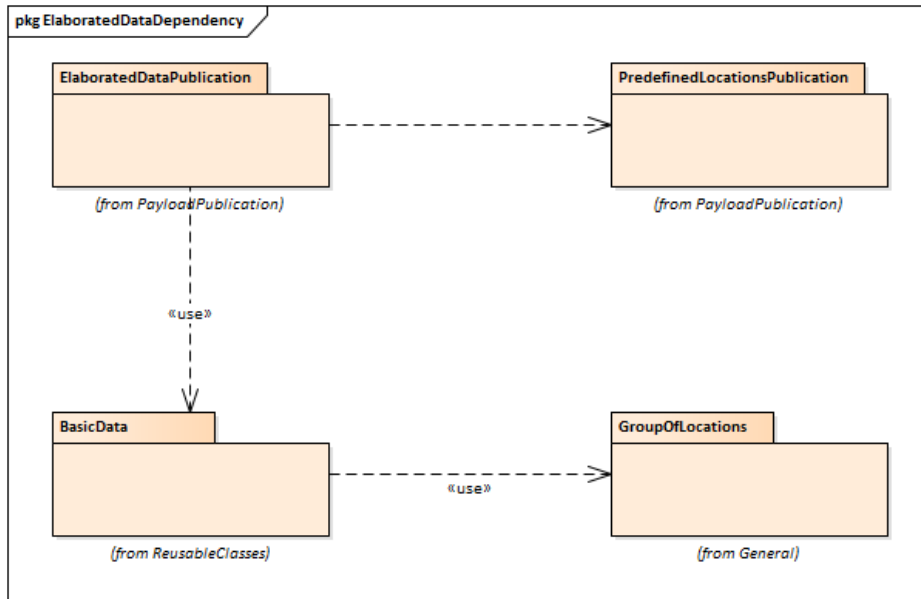 pkg ElaboratedDataDependency
ElaboratedDataPublication
PredefinedLocationsPublication
(from PayloadPublication)
(from PayloadPublication)
«use»
BasicData
GroupOfLocations
«use»
(from ReusableClasses)
(from General)